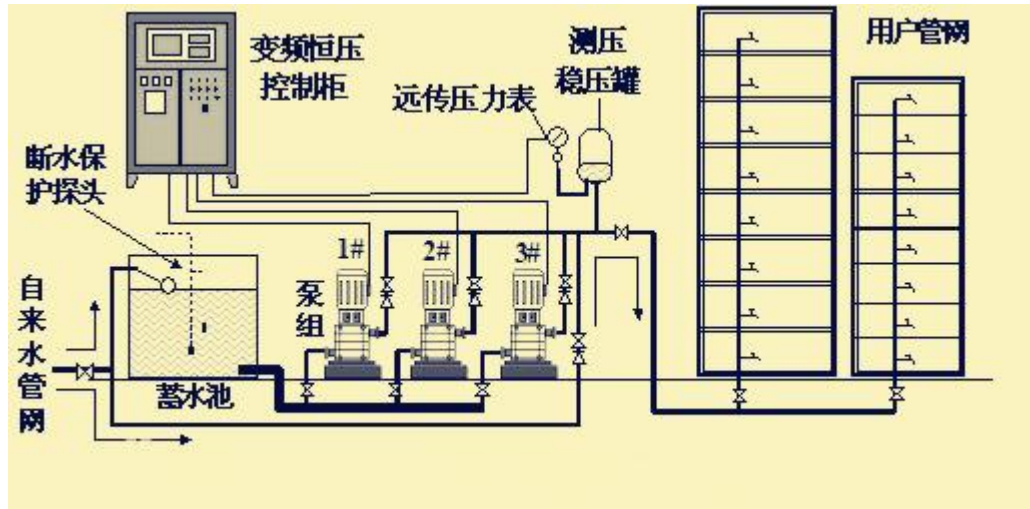 变频恒压
控制柜
测压
稳压罐
远传压力表
用户管网
断水保
护探头
1#
2#
3#
泵
组
自
来
水
管
网
蓄水池